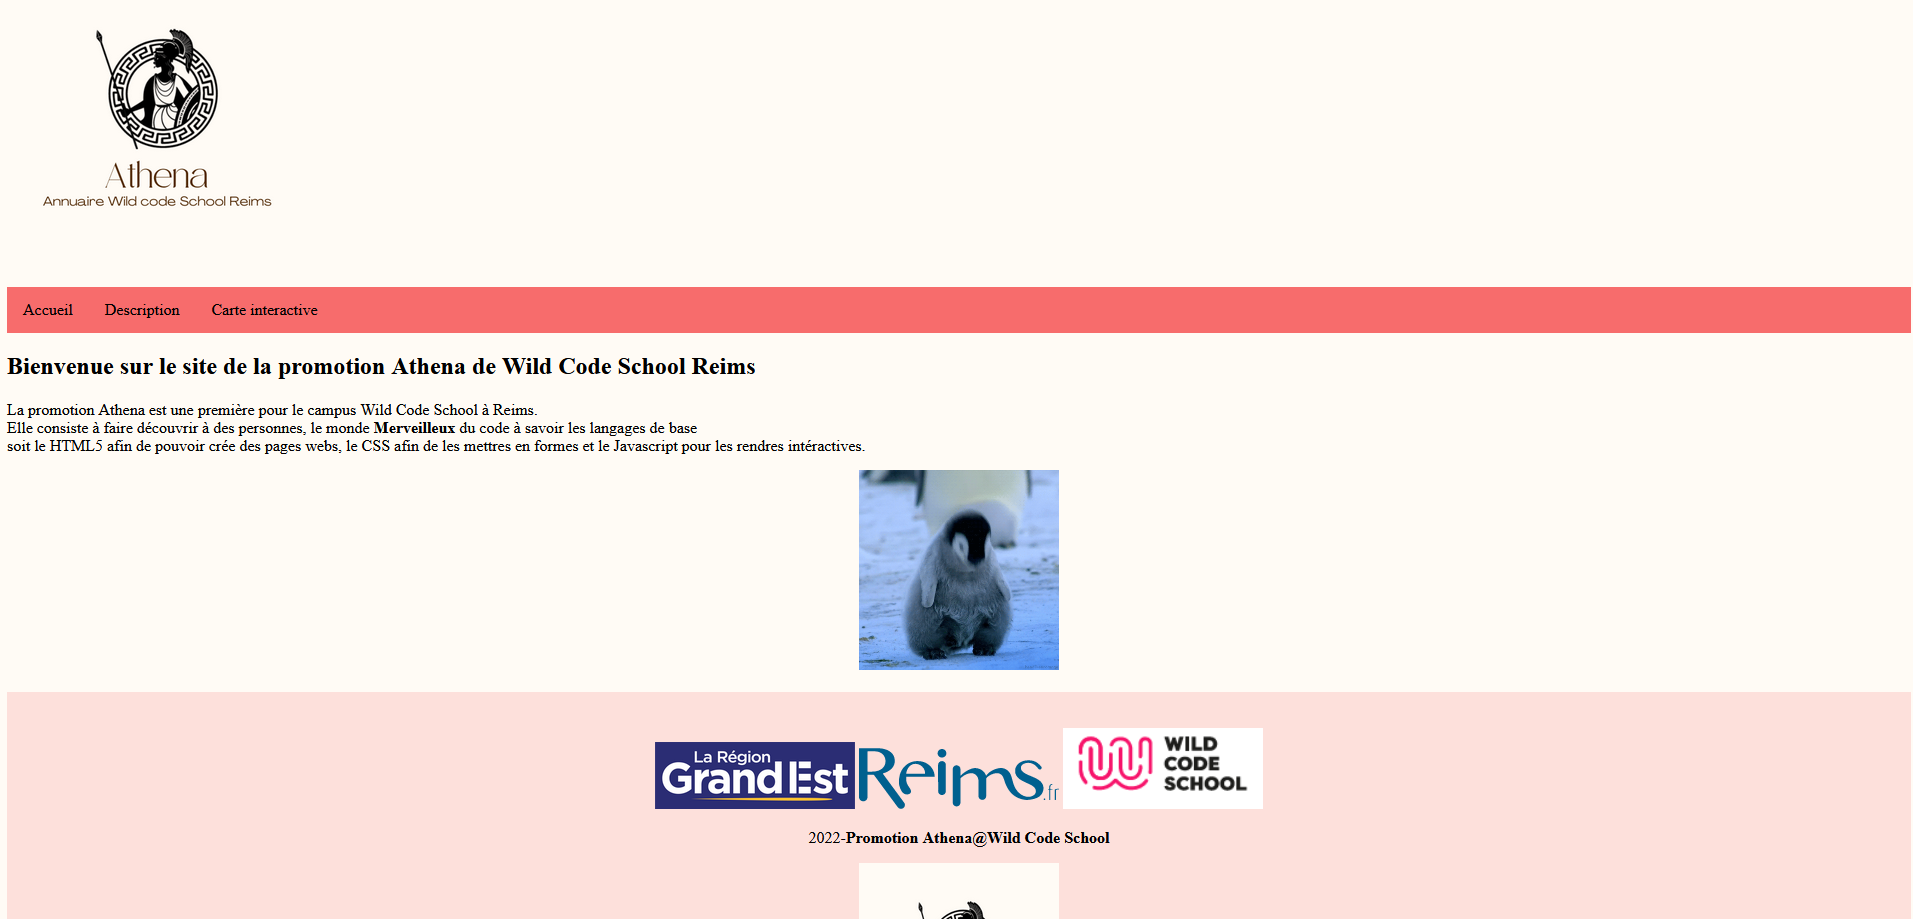 Athena
Annuaire Wild code School Reims
Accueil Description Carte interactive
Bienvenue sur le site de la promotion Athena de Wild Code School Reims
La promotion Athena est une première pour le campus Wild Code School à Reims.
Elle consiste à faire découvrir à des personnes, le monde Merveilleux du code à savoir les langages de base
soit le HTML5 afin de pouvoir crée des pages webs, le CSS afin de les mettres en formes et le Javascript pour les rendres intéractives.
La Région
Grand Est
Reims.fr
WILD
CODE
SCHOOL
2022-Promotion Athena@Wild Code School